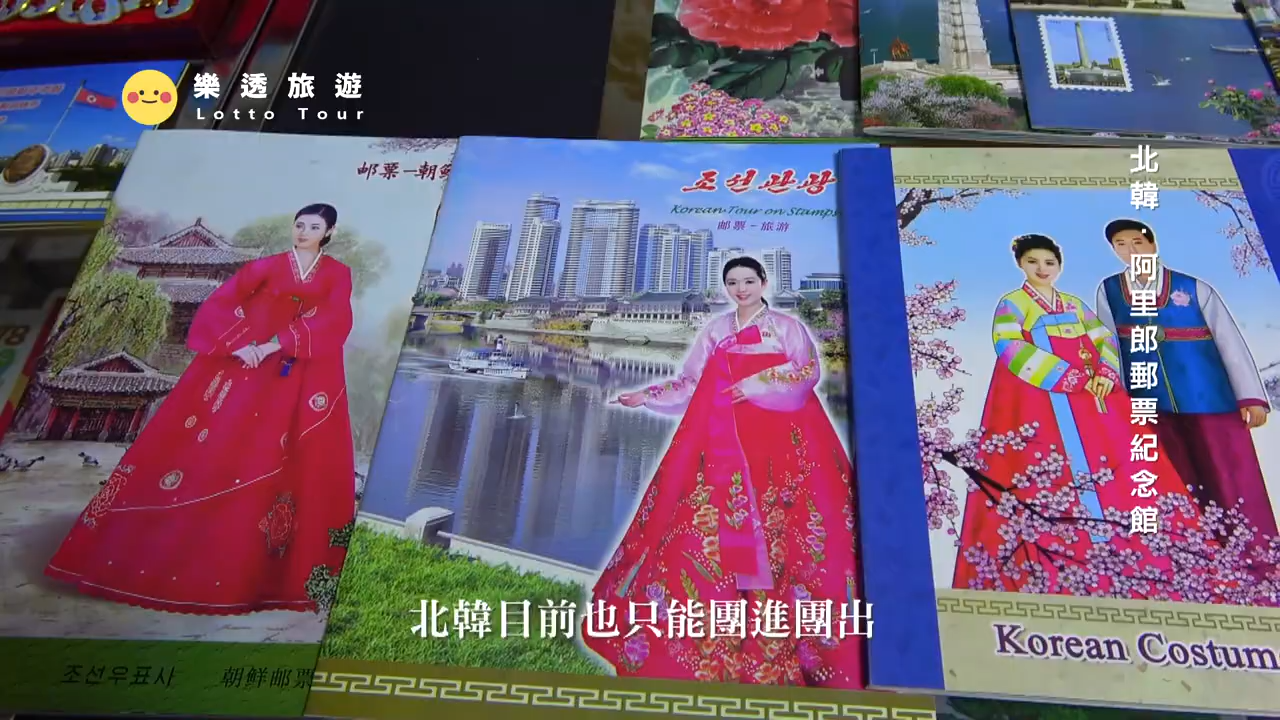 樂透旅遊
Lotto Tour
邮票－朝鲜
조선관광
Korean Tour on Stamps
邮票－旅游
北韓．阿里郎郵票紀念館
北韓目前也只能團進團出
Korean Costum
조선우표사
朝鮮邮票